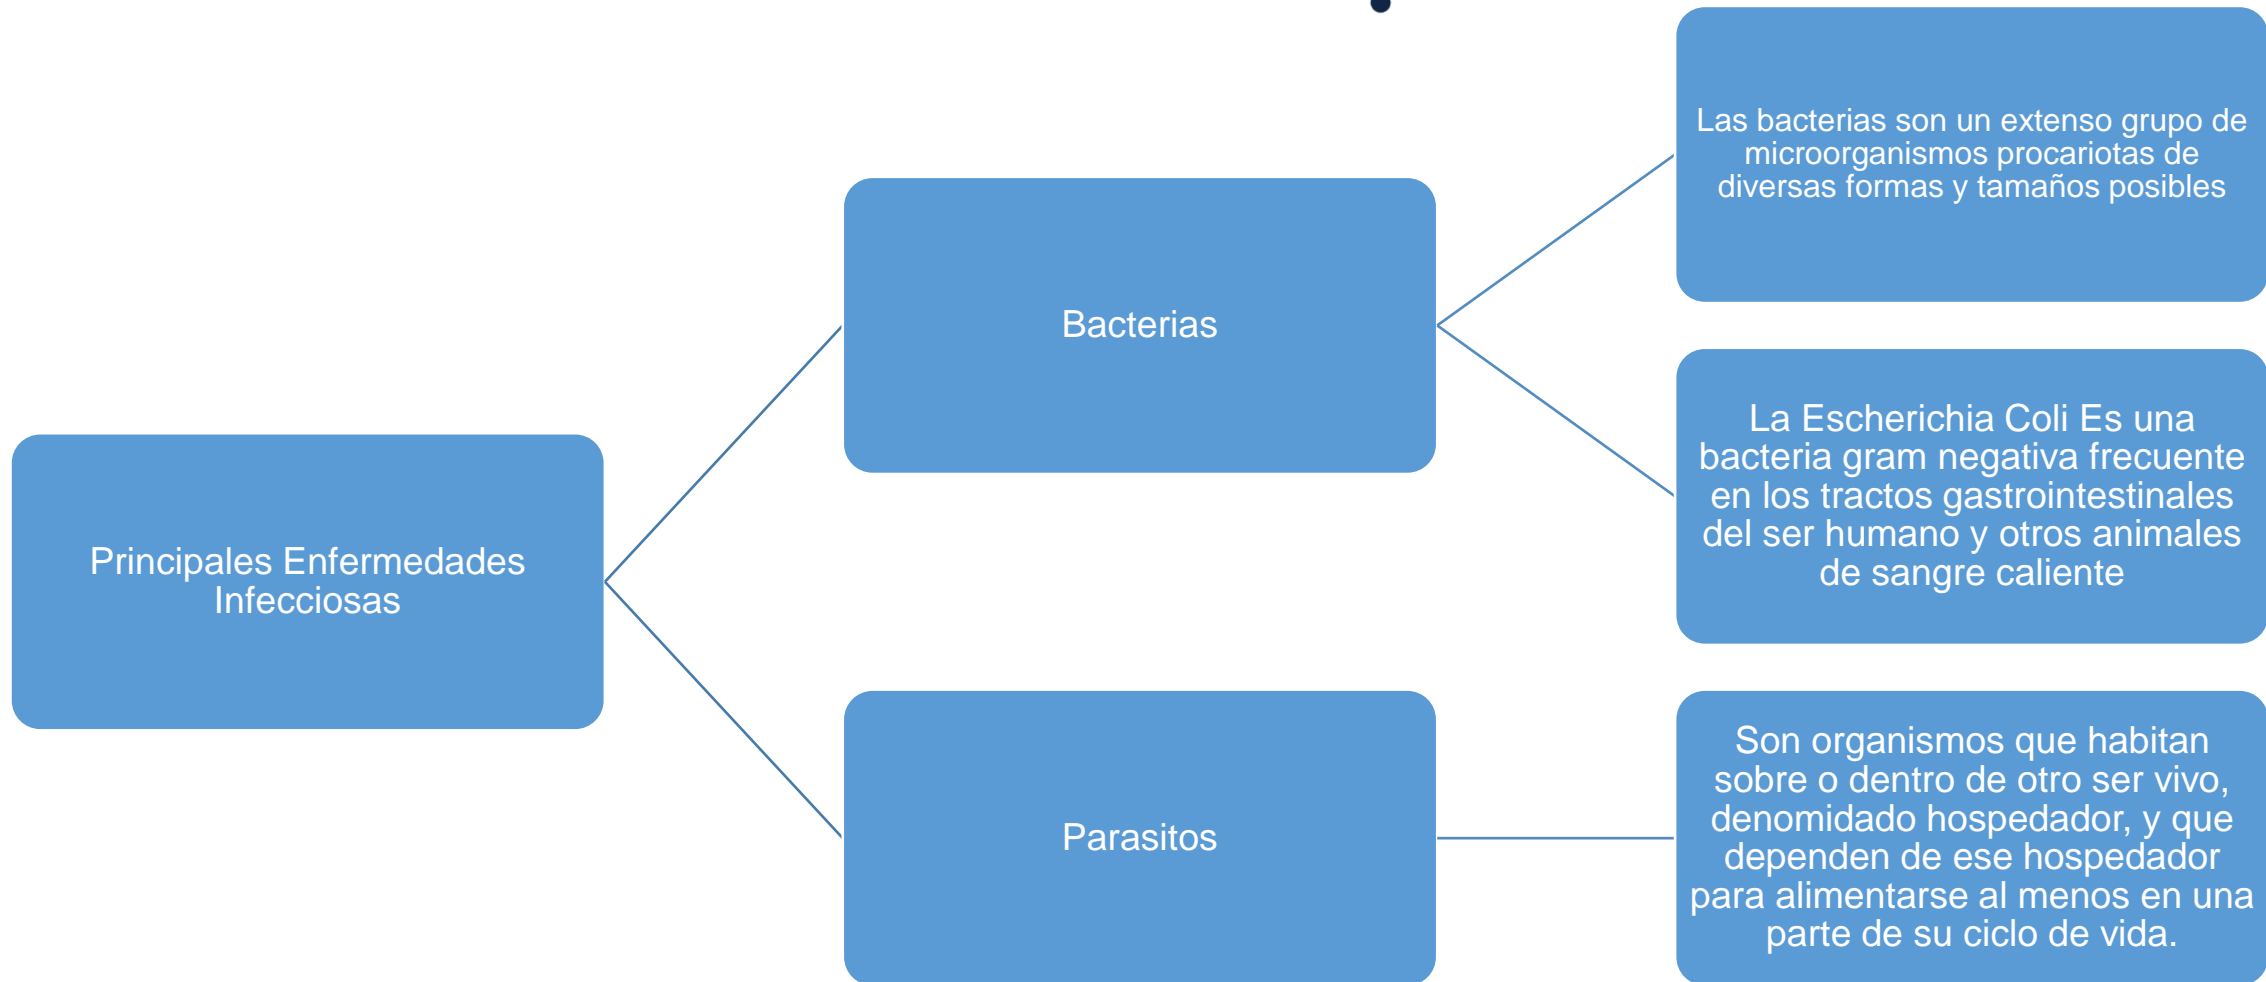 Principales Enfermedades
Infecciosas
Bacterias
Las bacterias son un extenso grupo de
microorganismos procariotas de
diversas formas y tamaños posibles
La Escherichia Coli Es una
bacteria gram negativa frecuente
en los tractos gastrointestinales
del ser humano y otros animales
de sangre caliente
Parasitos
Son organismos que habitan
sobre o dentro de otro ser vivo,
denomidado hospedador, y que
dependen de ese hospedador
para alimentarse al menos en una
parte de su ciclo de vida.